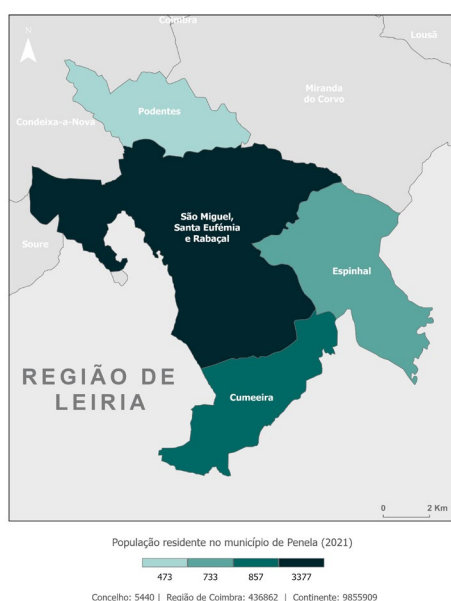 Coimbra
Lousã
N
Miranda
do Corvo
Podentes
Condeixa-a-Nova
São Miguel,
Santa Eufémia
e Rabaçal
Soure
Espinhal
REGIÃO DE
LEIRIA
Cumeeira
0 2 Km
População residente no município de Penela (2021)
473 733 857 3377
Concelho: 5440 | Região de Coimbra: 436862 | Continente: 9855909